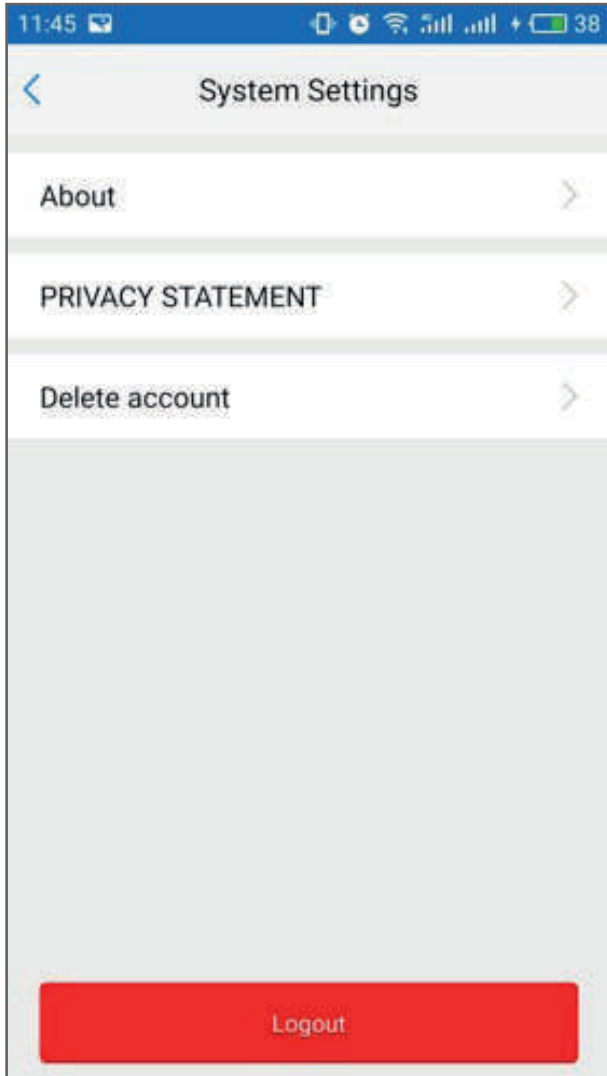 11:45 38
System Settings
About
PRIVACY STATEMENT
Delete account
Logout